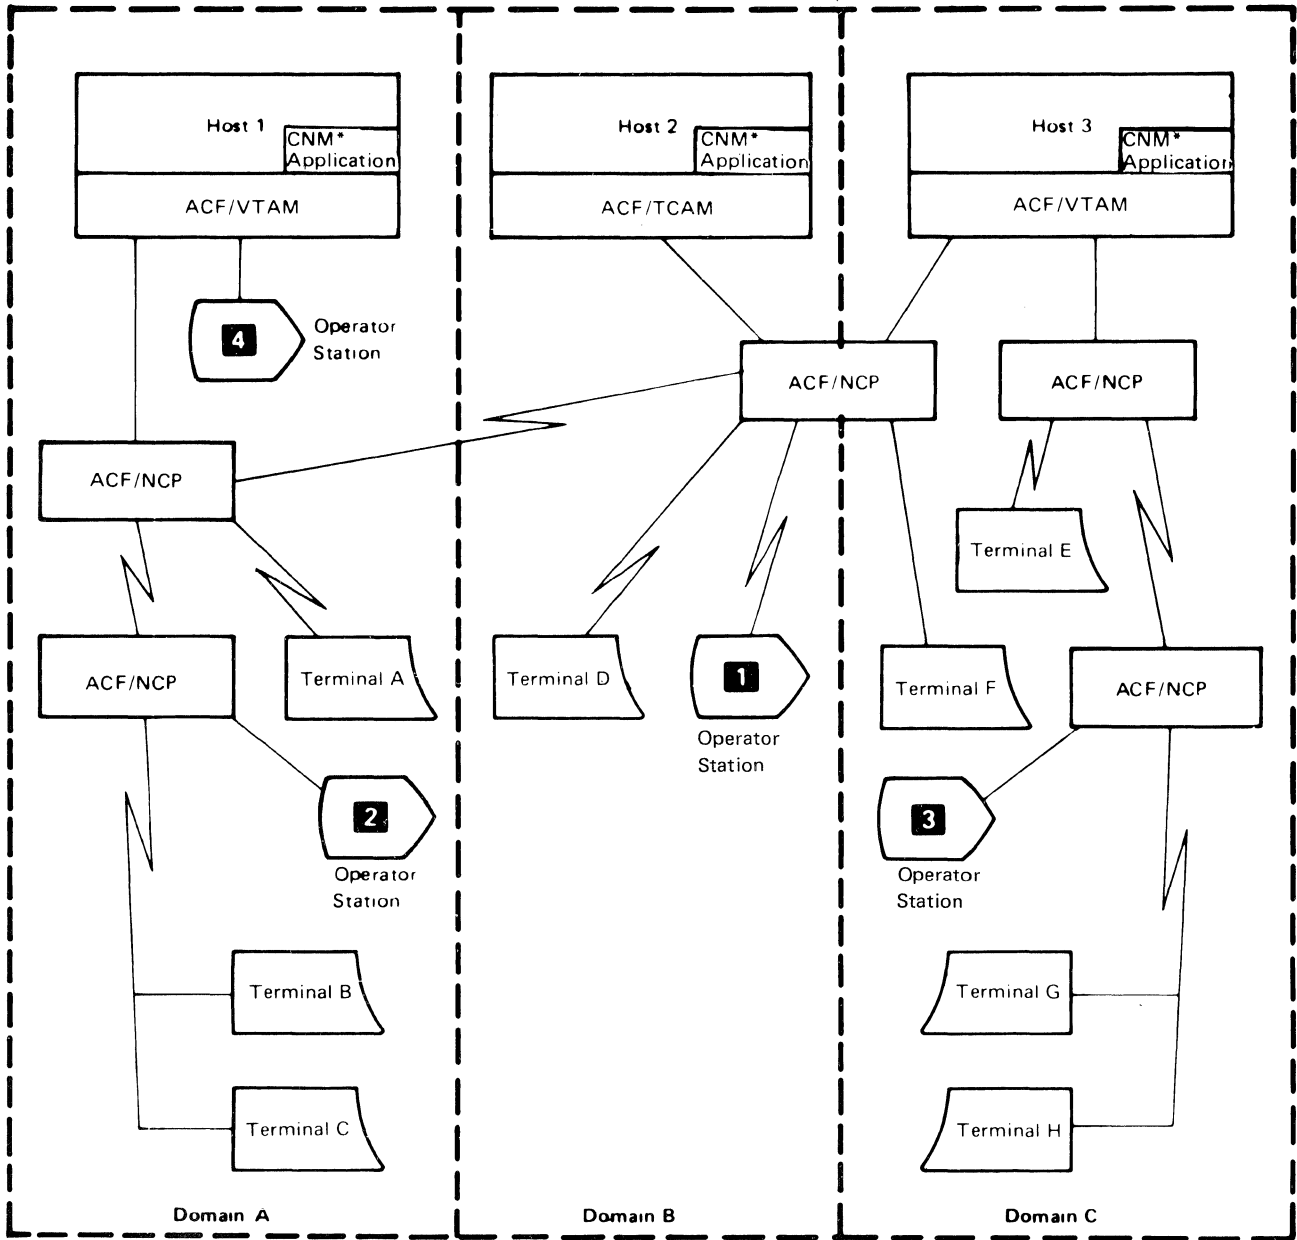 Host 1
CNM*
Application
ACF/VTAM
Host 2
CNM*
Application
ACF/TCAM
Host 3
CNM*
Application
ACF/VTAM
4
Operator
Station
ACF/NCP
ACF/NCP
ACF/NCP
Terminal E
ACF/NCP
Terminal A
Terminal D
1
Operator
Station
Terminal F
ACF/NCP
ACF/NCP
2
Operator
Station
3
Operator
Station
Terminal B
Terminal G
Terminal C
Terminal H
Domain A
Domain B
Domain C